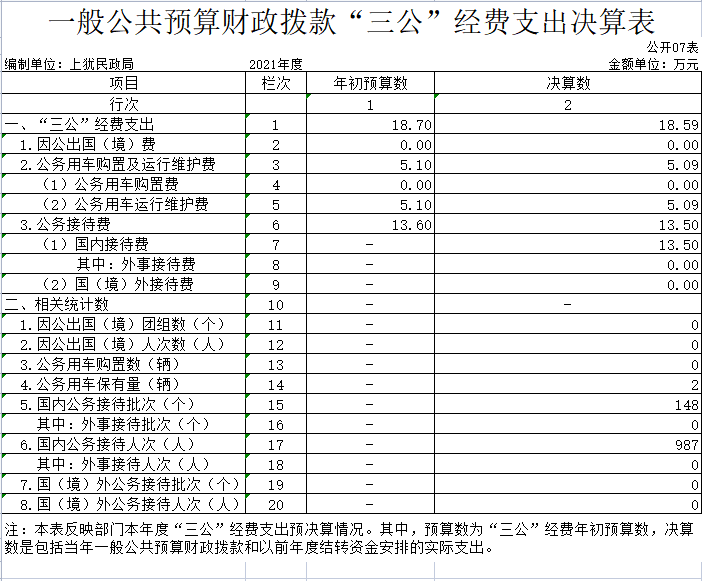 一般公共预算财政拨款“三公”经费支出决算表
公开07表
编制单位：上犹民政局 2021年度 金额单位：万元
项目 栏次 年初预算数 决算数
行次 1 2
一、“三公”经费支出 1 18.70 18.59
1.因公出国（境）费 2 0.00 0.00
2.公务用车购置及运行维护费 3 5.10 5.09
（1）公务用车购置费 4 0.00 0.00
（2）公务用车运行维护费 5 5.10 5.09
3.公务接待费 6 13.60 13.50
（1）国内接待费 7 – 13.50
其中：外事接待费 8 – 0.00
（2）国（境）外接待费 9 – 0.00
二、相关统计数 10 – –
1.因公出国（境）团组数（个） 11 – 0
2.因公出国（境）人次数（人） 12 – 0
3.公务用车购置数（辆） 13 – 0
4.公务用车保有量（辆） 14 – 2
5.国内公务接待批次（个） 15 – 148
其中：外事接待批次（个） 16 – 0
6.国内公务接待人次（人） 17 – 987
其中：外事接待人次（人） 18 – 0
7.国（境）外公务接待批次（个） 19 – 0
8.国（境）外公务接待人次（人） 20 – 0
注：本表反映部门本年度“三公”经费支出预决算情况。其中，预算数为“三公”经费年初预算数，决算
数是包括当年一般公共预算财政拨款和以前年度结转资金安排的实际支出。